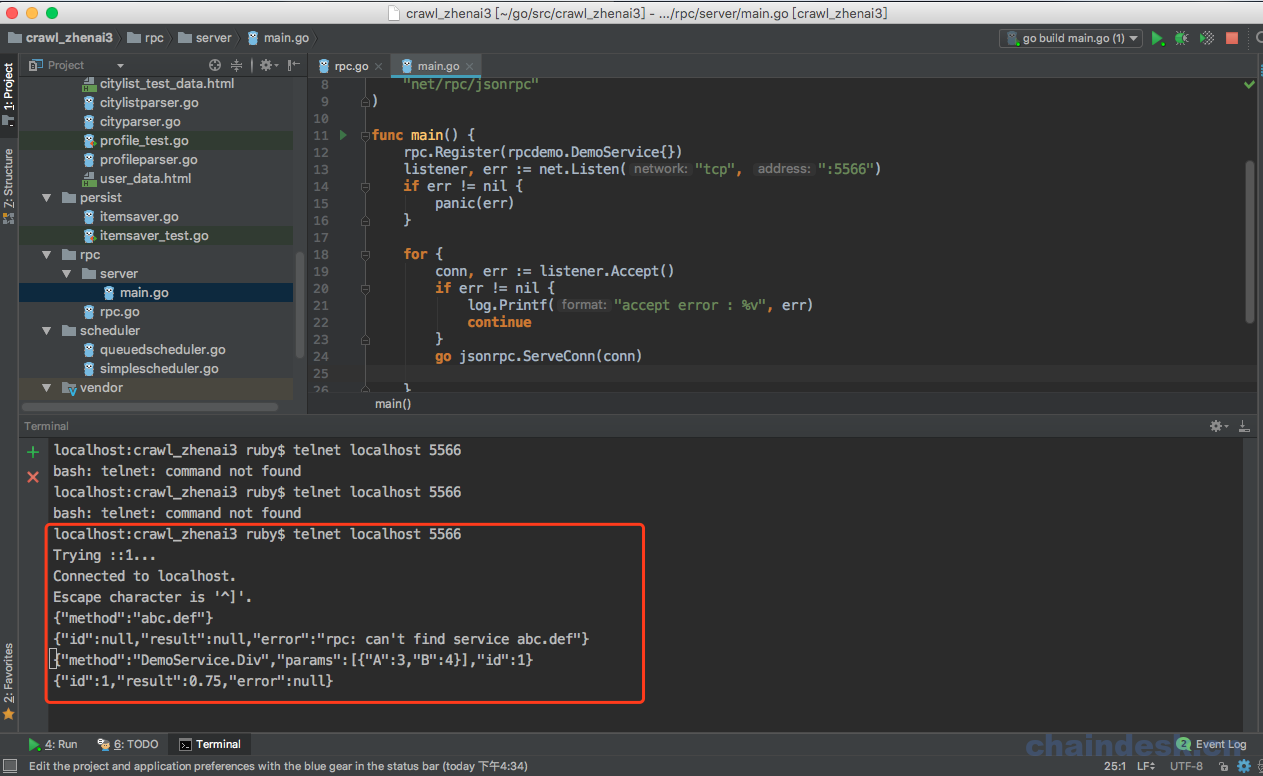 crawl_zhenai3 [~/go/src/crawl_zhenai3] - .../rpc/server/main.go [crawl_zhenai3]
crawl_zhenai3 rpc server main.go go build main.go (1)
1: Project
7: Structure
2: Favorites
Project
citylist_test_data.html
citylistparser.go
cityparser.go
profile_test.go
profileparser.go
user_data.html
persist
itemsaver.go
itemsaver_test.go
rpc
server
main.go
rpc.go
scheduler
queuedscheduler.go
simplescheduler.go
vendor
rpc.go main.go
8 "net/rpc/jsonrpc"
9 )
10
11 func main() {
12 rpc.Register(rpcdemo.DemoService{})
13 listener, err := net.Listen( network: "tcp", address: ":5566")
14 if err != nil {
15 panic(err)
16 }
17
18 for {
19 conn, err := listener.Accept()
20 if err != nil {
21 log.Printf( format: "accept error : %v", err)
22 continue
23 }
24 go jsonrpc.ServeConn(conn)
25
26 }
main()
Terminal
localhost:crawl_zhenai3 ruby$ telnet localhost 5566
bash: telnet: command not found
localhost:crawl_zhenai3 ruby$ telnet localhost 5566
bash: telnet: command not found
localhost:crawl_zhenai3 ruby$ telnet localhost 5566
Trying ::1...
Connected to localhost.
Escape character is '^]'.
{"method":"abc.def"}
{"id":null,"result":null,"error":"rpc: can't find service abc.def"}
{"method":"DemoService.Div","params":[{"A":3,"B":4}],"id":1}
{"id":1,"result":0.75,"error":null}
4: Run 6: TODO Terminal 2 Event Log
chaindesk.cn
Edit the project and application preferences with the blue gear in the status bar (today 下午4:34) 25:1 LF UTF-8